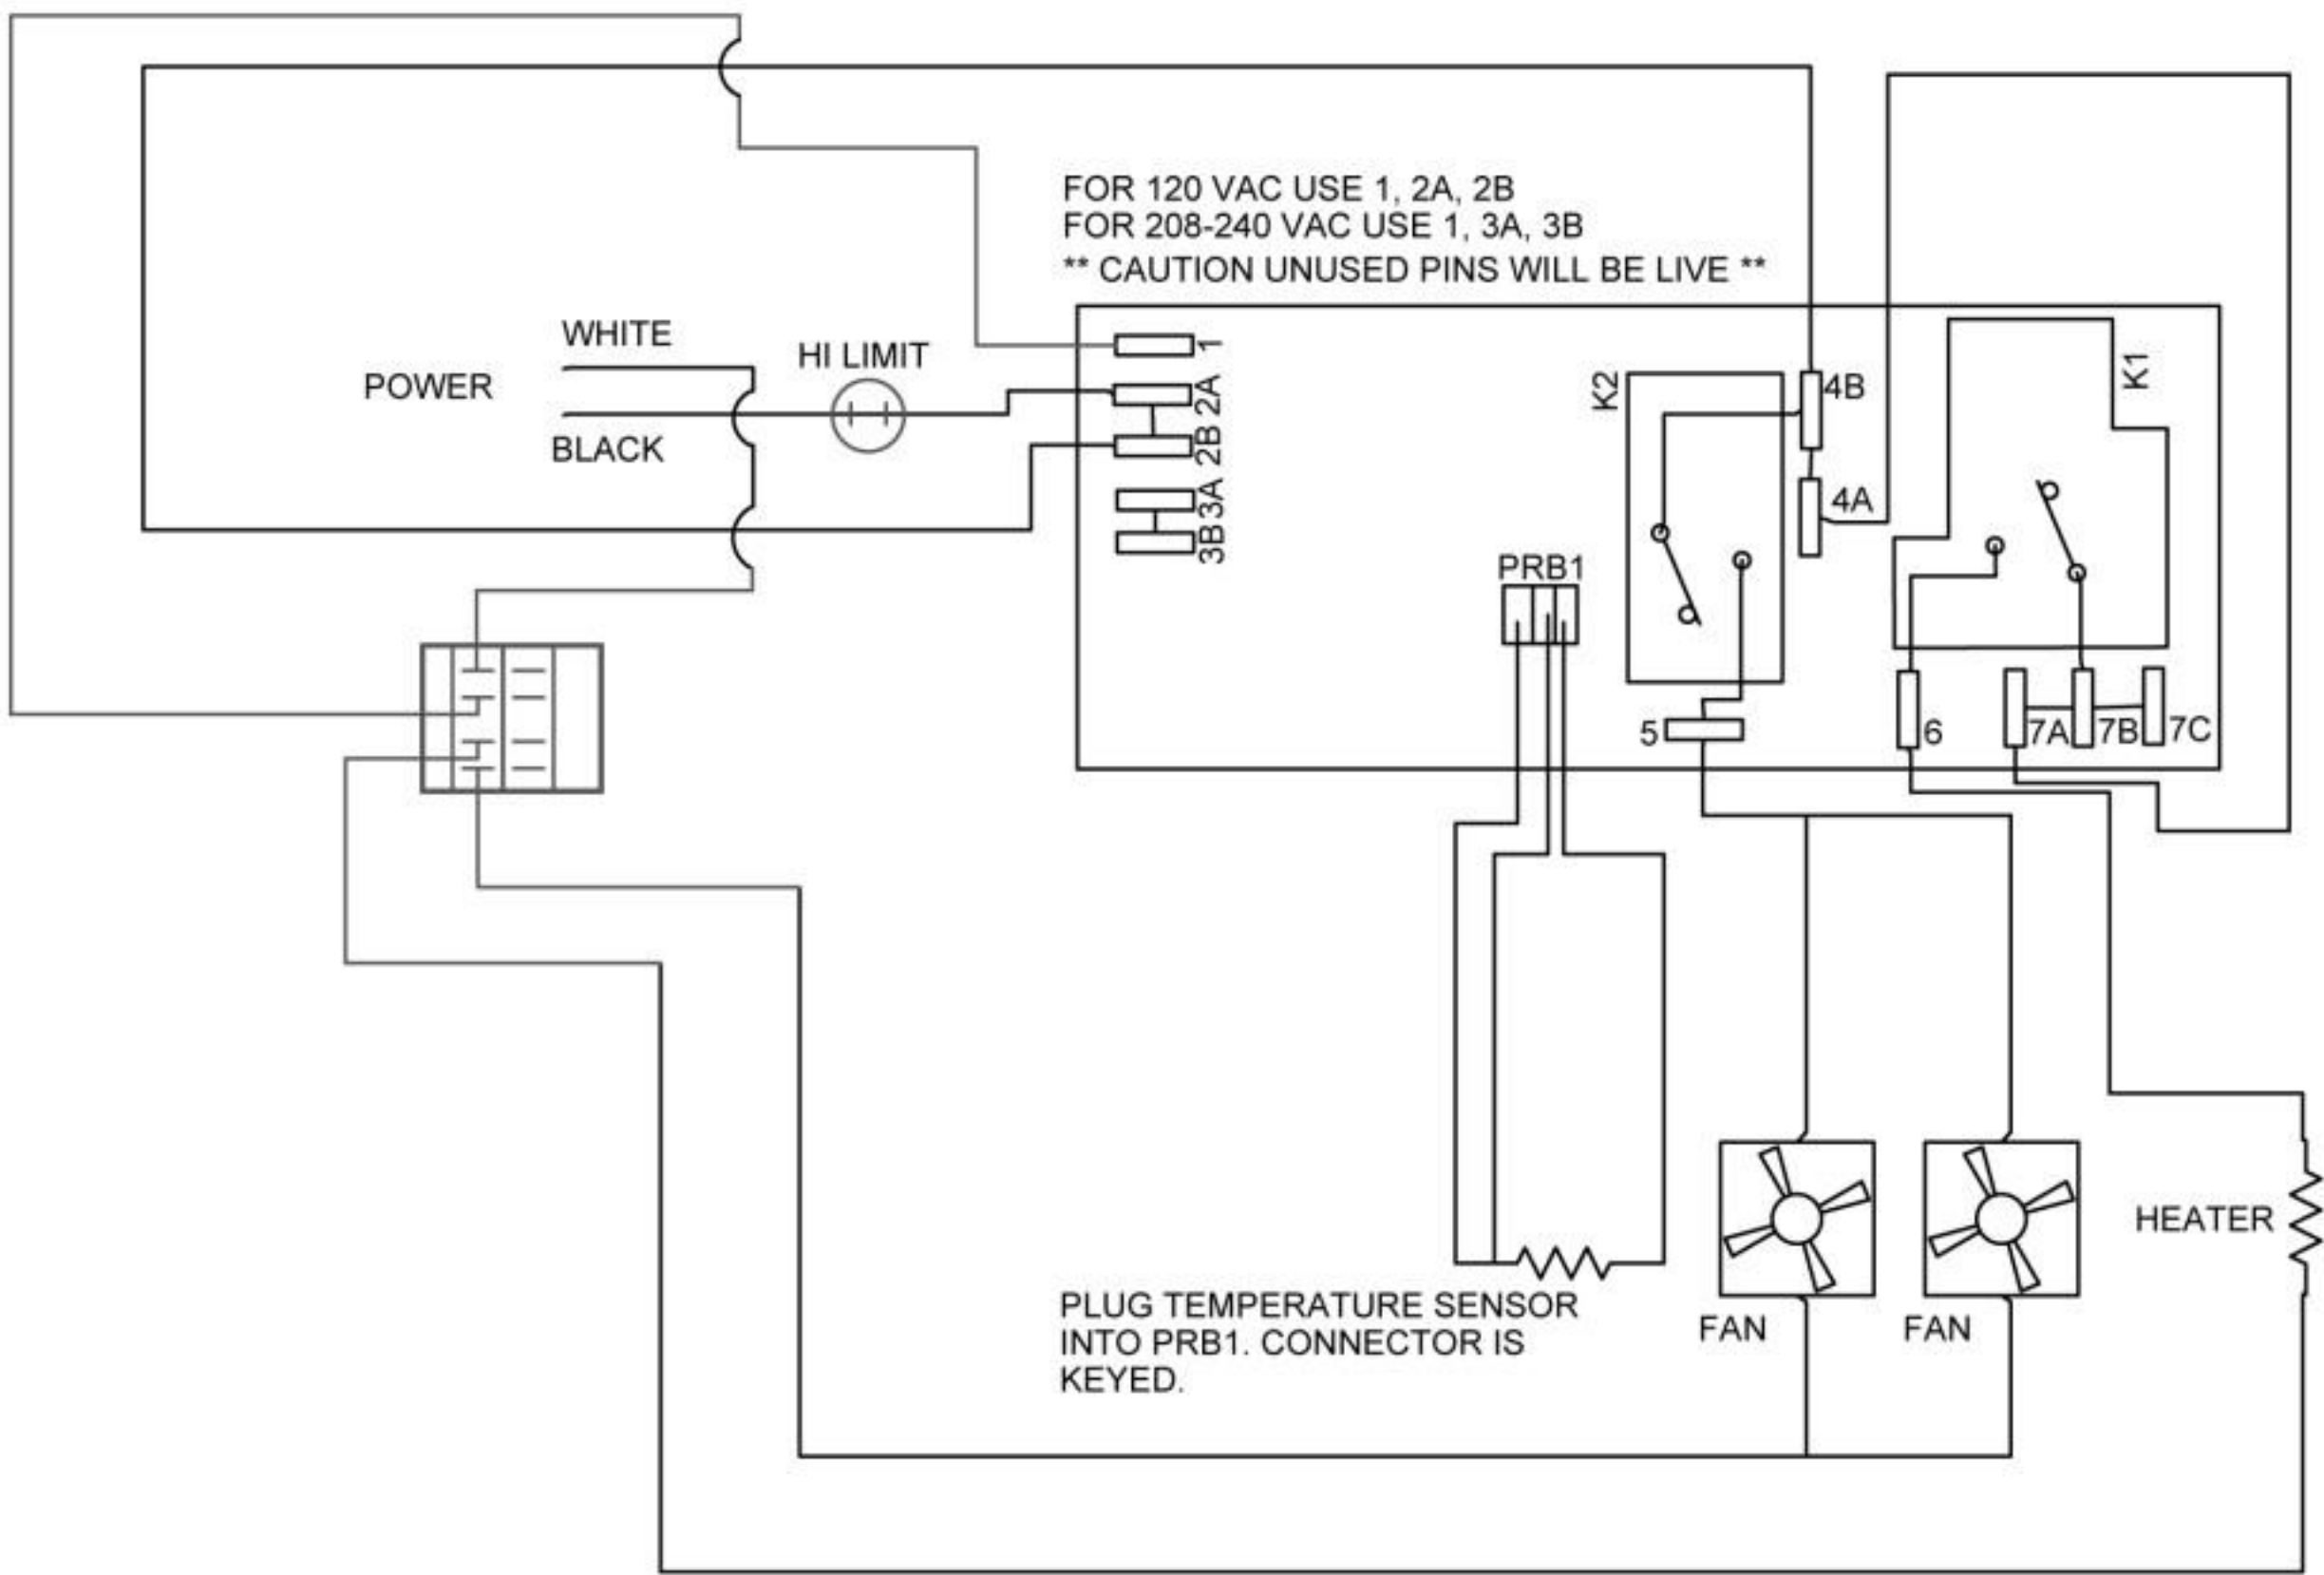 FOR 120 VAC USE 1, 2A, 2B
FOR 208-240 VAC USE 1, 3A, 3B
** CAUTION UNUSED PINS WILL BE LIVE **
WHITE
POWER
BLACK
HI LIMIT
1
2A
2B
3A
3B
K2
4B
4A
K1
PRB1
5
6
7A
7B
7C
HEATER
FAN
FAN
PLUG TEMPERATURE SENSOR
INTO PRB1. CONNECTOR IS
KEYED.